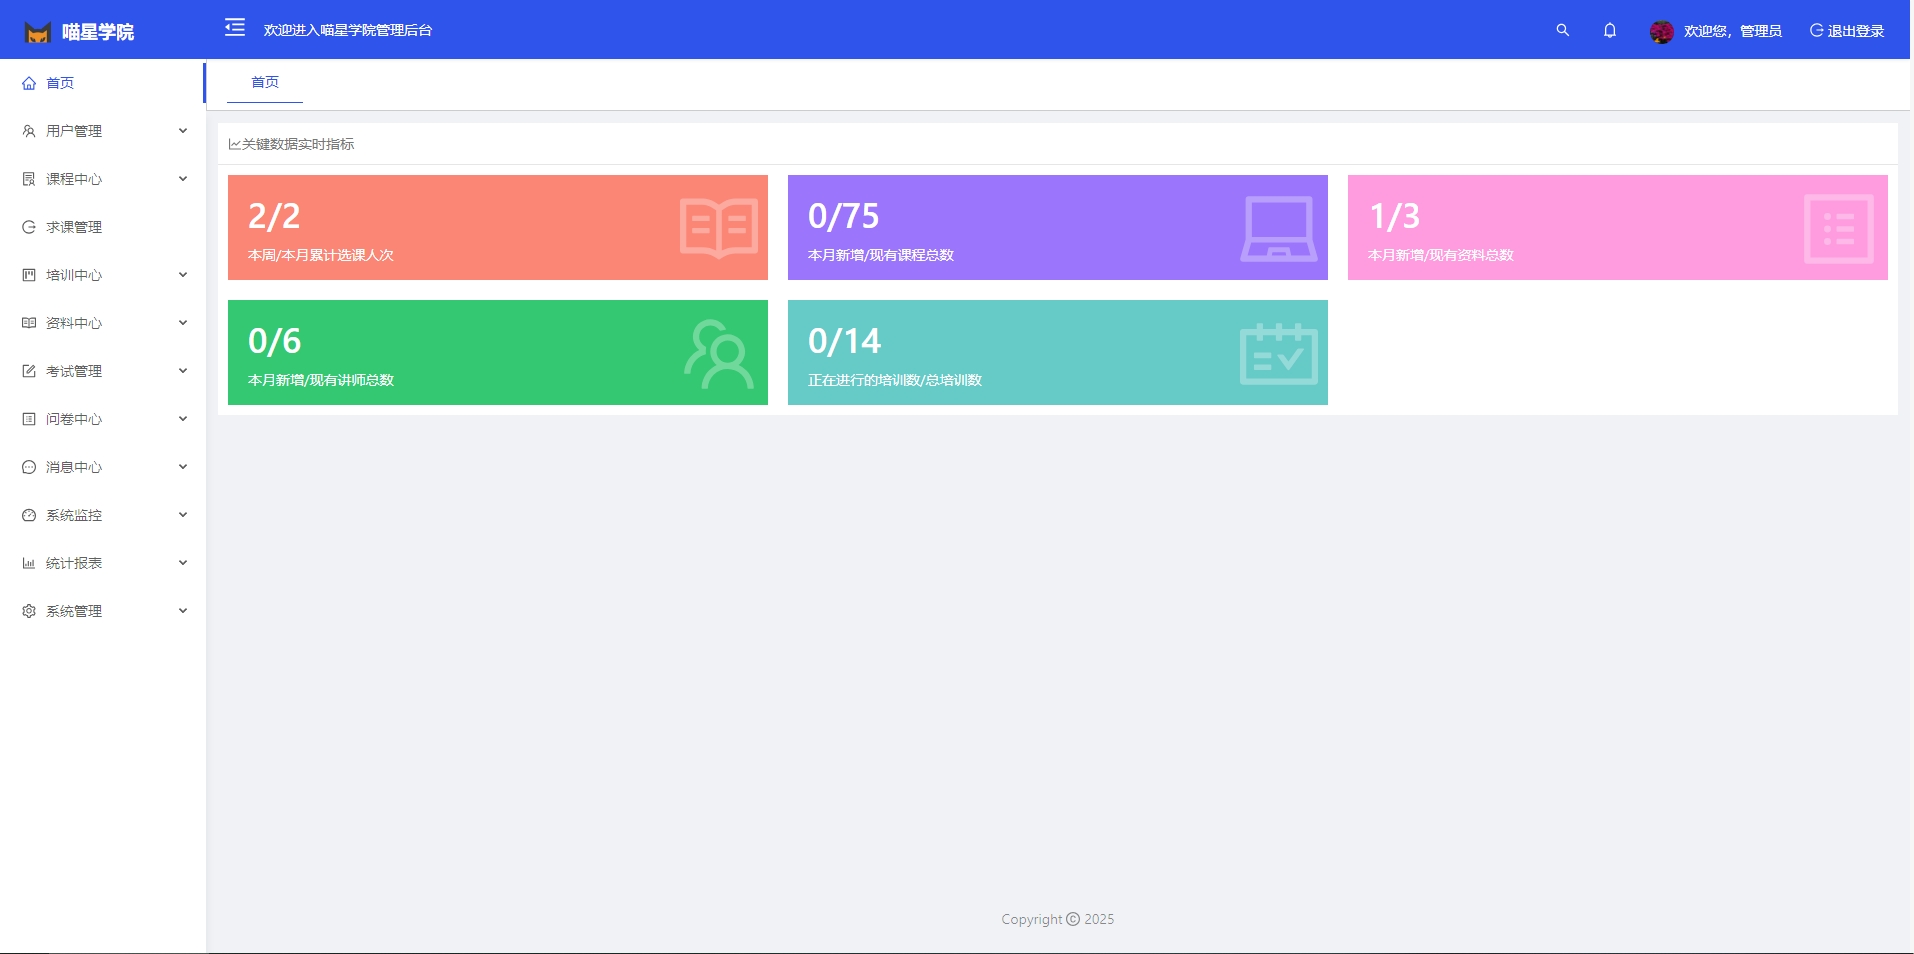 喵星学院
欢迎进入喵星学院管理后台
欢迎您，管理员
退出登录
首页
用户管理
课程中心
求课管理
培训中心
资料中心
考试管理
问卷中心
消息中心
系统监控
统计报表
系统管理
首页
关键数据实时指标
2/2
本周/本月累计选课人次
0/75
本月新增/现有课程总数
1/3
本月新增/现有资料总数
0/6
本月新增/现有讲师总数
0/14
正在进行的培训数/总培训数
Copyright © 2025